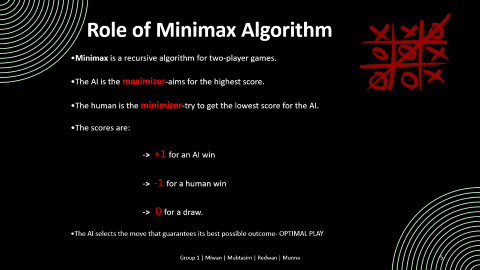 Role of Minimax Algorithm
•Minimax is a recursive algorithm for two-player games.
•The AI is the maximizer-aims for the highest score.
•The human is the minimizer-try to get the lowest score for the AI.
•The scores are:
-> +1 for an AI win
-> -1 for a human win
-> 0 for a draw.
•The AI selects the move that guarantees its best possible outcome- OPTIMAL PLAY
Group 1 | Miwan | Mubtasim | Redwan | Munna